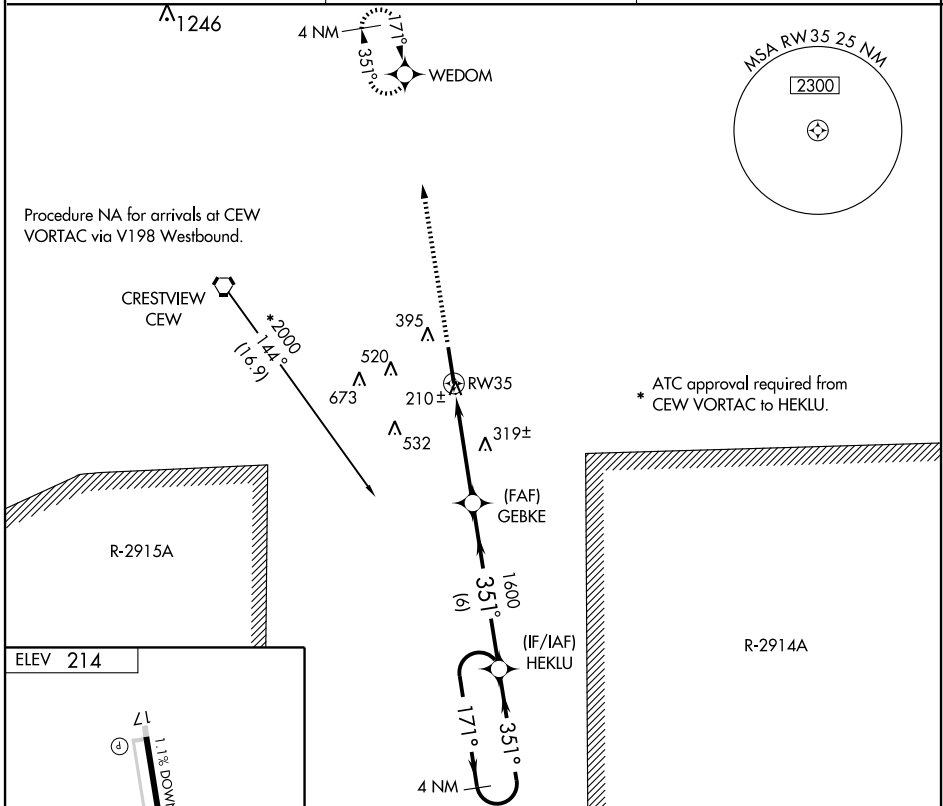 1246
4 NM
171°
351°
WEDOM
MSA RW35 25 NM
2300
Procedure NA for arrivals at CEW
VORTAC via V198 Westbound.
CRESTVIEW
CEW
*2000
144°
(16.9)
395
520
673
210±
RW35
532
319±
* ATC approval required from
CEW VORTAC to HEKLU.
(FAF)
GEBKE
R-2915A
1600
351°
(6)
(IF/IAF)
HEKLU
R-2914A
171°
351°
4 NM
ELEV 214
17
P
1.1% DOWN